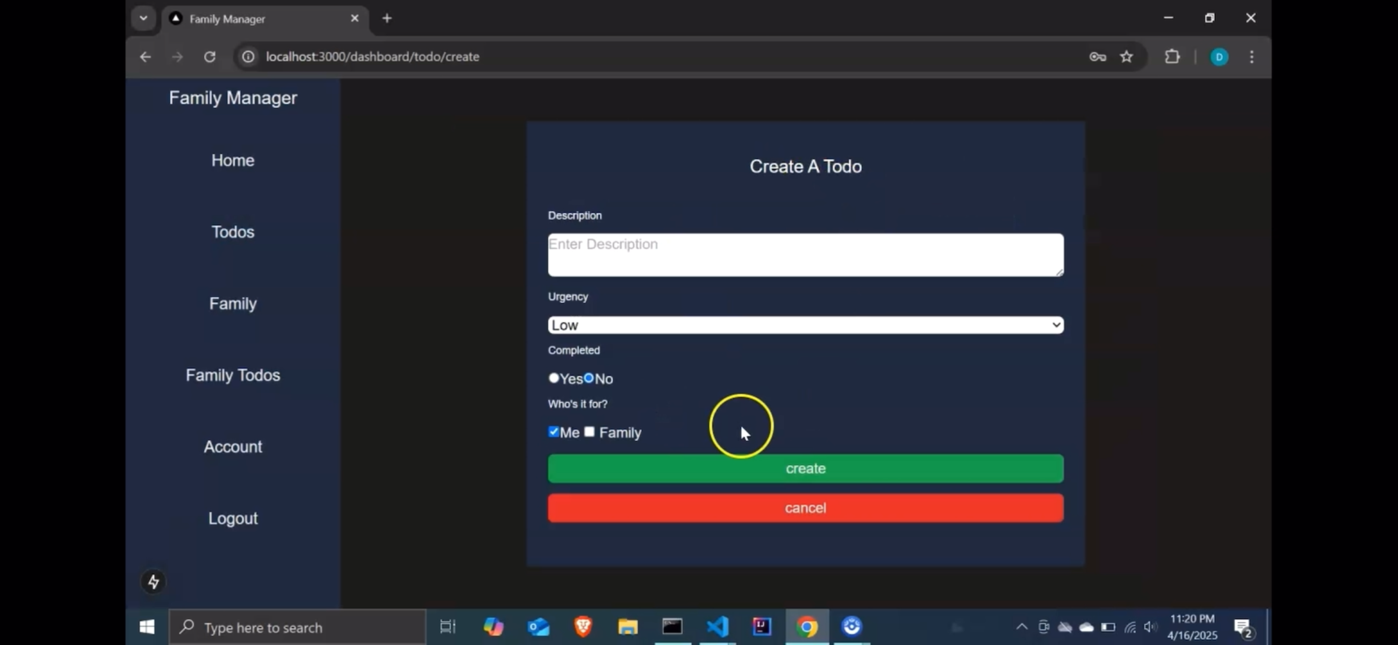 Family Manager
localhost:3000/dashboard/todo/create
D
Family Manager
Home
Todos
Family
Family Todos
Account
Logout
Create A Todo
Description
Enter Description
Urgency
Low
Completed
Yes No
Who's it for?
Me Family
create
cancel
Type here to search
11:20 PM
4/16/2025
2